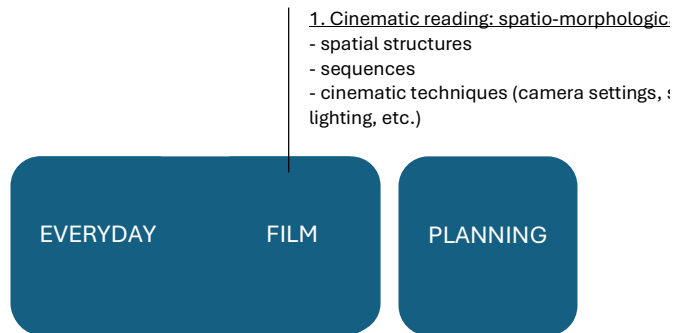 1. Cinematic reading: spatio-morphologic
- spatial structures
- sequences
- cinematic techniques (camera settings,
lighting, etc.)
EVERYDAY FILM PLANNING